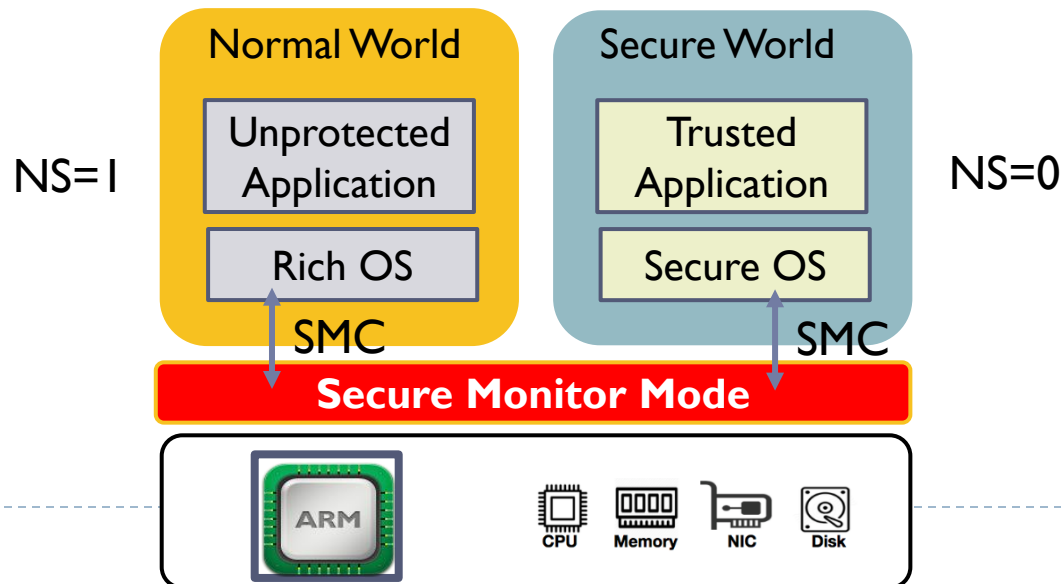 Normal World
Secure World
Unprotected
Application
Trusted
Application
NS=1
NS=0
Rich OS
Secure OS
SMC
SMC
Secure Monitor Mode
ARM
CPU
Memory
NIC
Disk